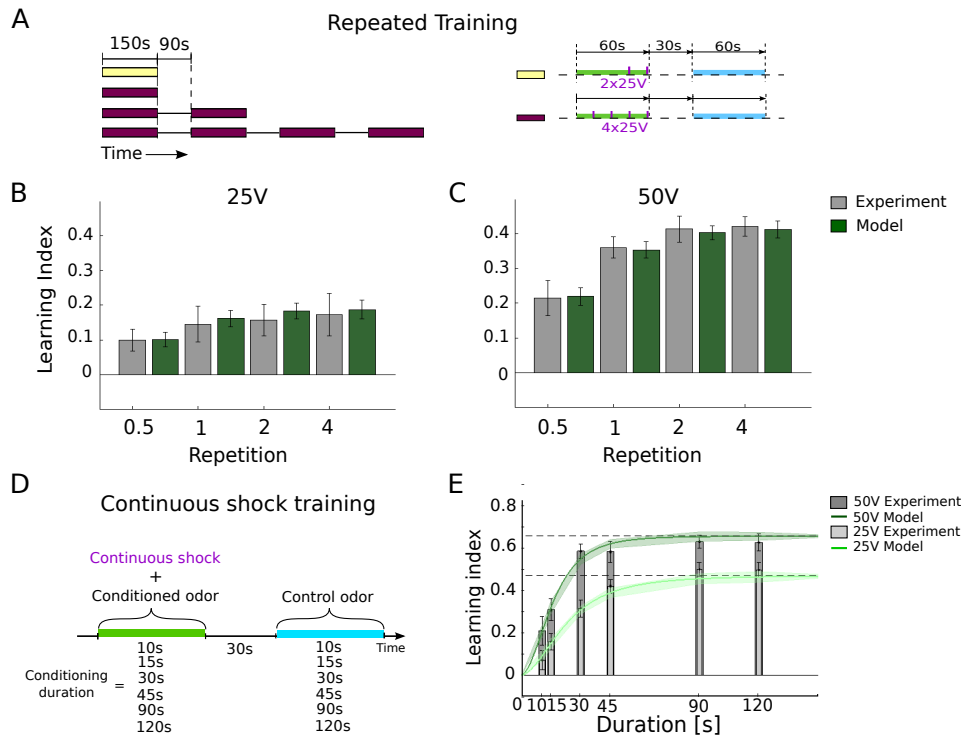 A
Repeated Training
150s 90s
Time
60s 30s 60s
2x25V
4x25V
B
25V
Learning Index
0.4
0.3
0.2
0.1
0
0.5 1 2 4
Repetition
C
50V
0.4
0.3
0.2
0.1
0
0.5 1 2 4
Repetition
Experiment
Model
D
Continuous shock training
Continuous shock
+
Conditioned odor
Control odor
30s
Time
Conditioning
duration =
10s 10s
15s 15s
30s 30s
45s 45s
90s 90s
120s 120s
E
Learning index
0.8
0.6
0.4
0.2
0
0 10 15 30 45 90 120
Duration [s]
50V Experiment
50V Model
25V Experiment
25V Model